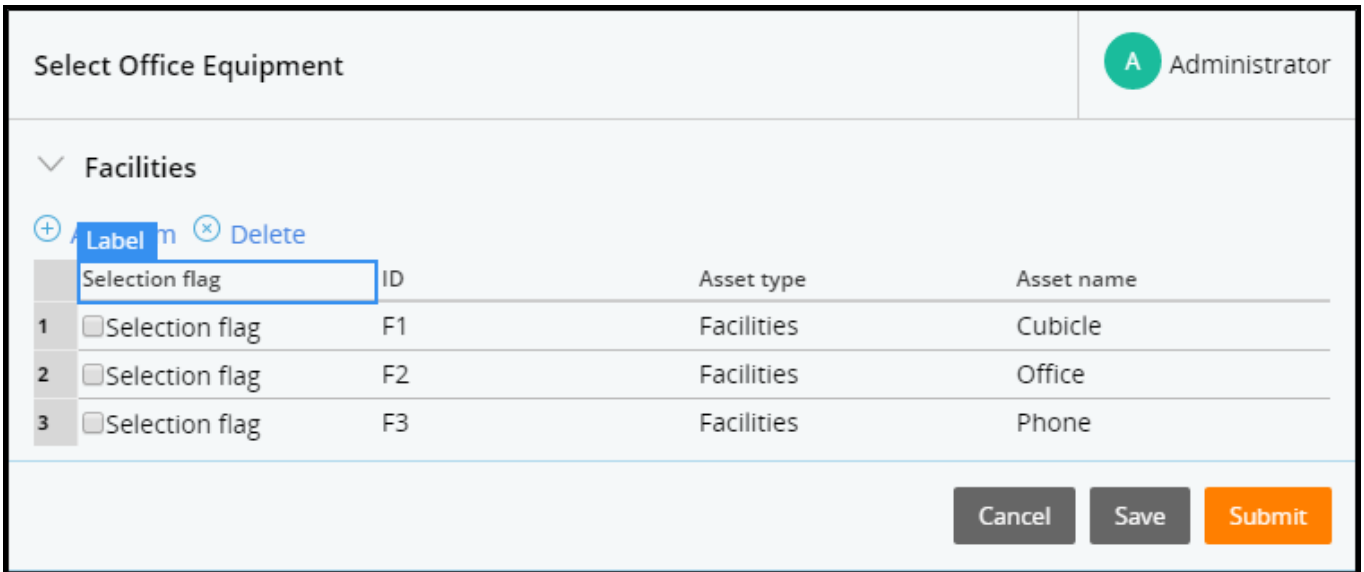 Select Office Equipment
A Administrator
Facilities
Label Delete
Selection flag ID Asset type Asset name
1 Selection flag F1 Facilities Cubicle
2 Selection flag F2 Facilities Office
3 Selection flag F3 Facilities Phone
Cancel Save Submit